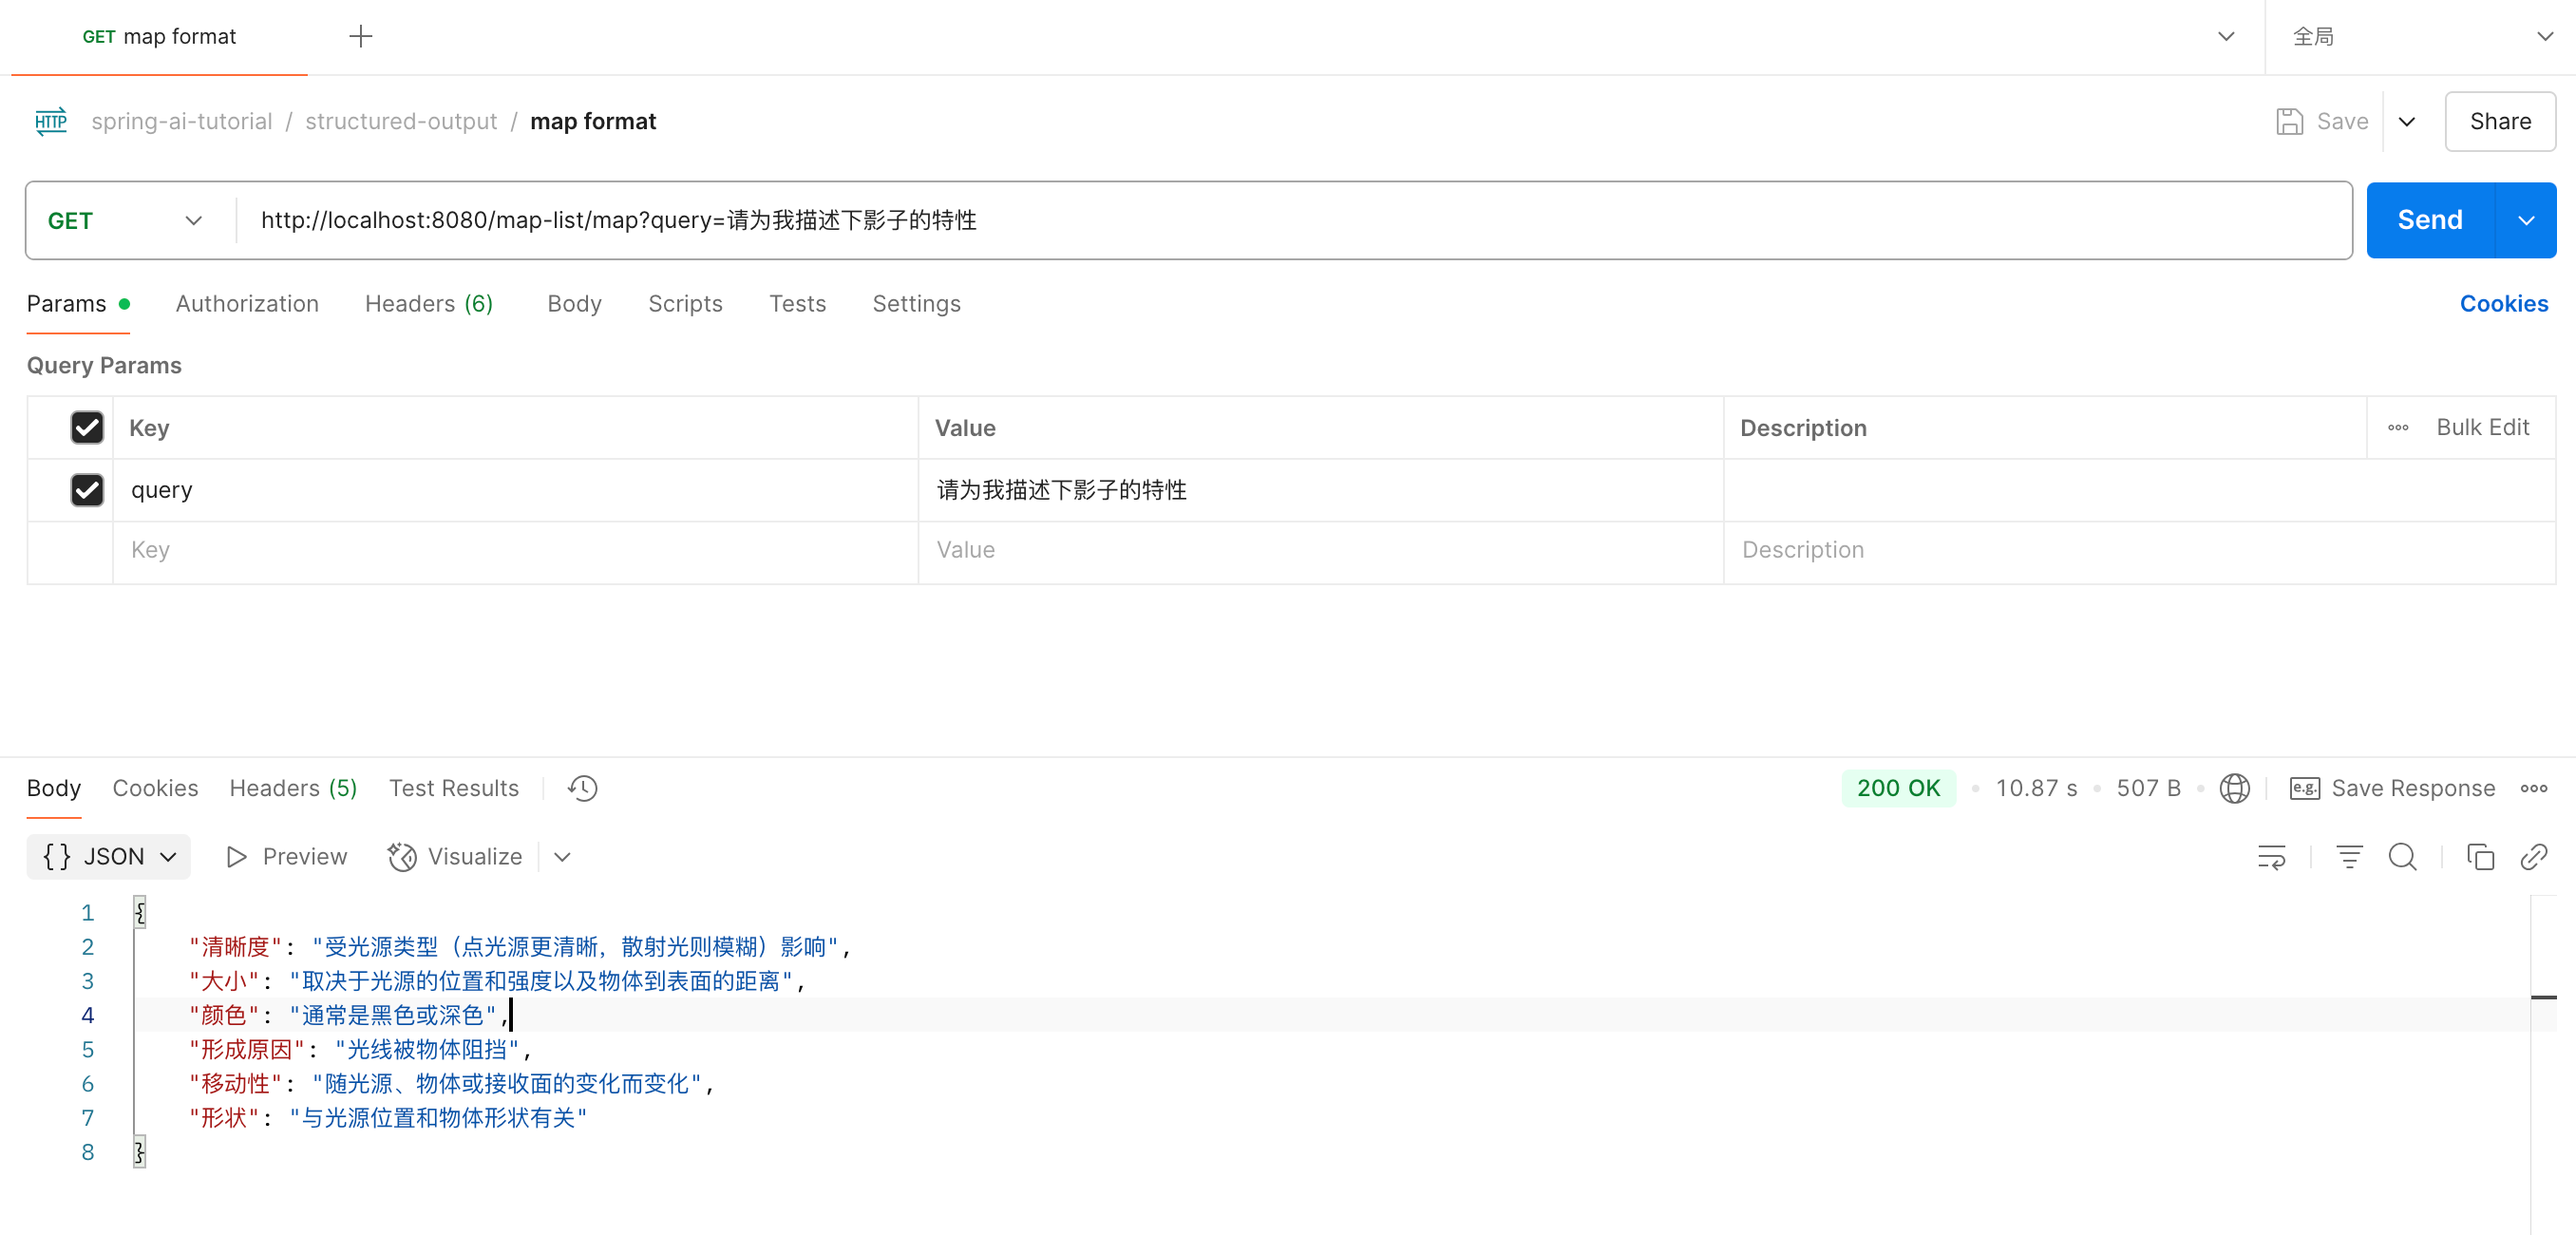 GET map format
全局
HTTP spring-ai-tutorial / structured-output / map format
Save
Share
GET http://localhost:8080/map-list/map?query=请为我描述下影子的特性
Send
Params Authorization Headers (6) Body Scripts Tests Settings Cookies
Query Params
Key Value Description Bulk Edit
query 请为我描述下影子的特性
Key Value Description
Body Cookies Headers (5) Test Results 200 OK 10.87 s 507 B e.g. Save Response
{} JSON Preview Visualize
1 {
2 "清晰度": "受光源类型（点光源更清晰，散射光则模糊）影响",
3 "大小": "取决于光源的位置和强度以及物体到表面的距离",
4 "颜色": "通常是黑色或深色",
5 "形成原因": "光线被物体阻挡",
6 "移动性": "随光源、物体或接收面的变化而变化",
7 "形状": "与光源位置和物体形状有关"
8 }